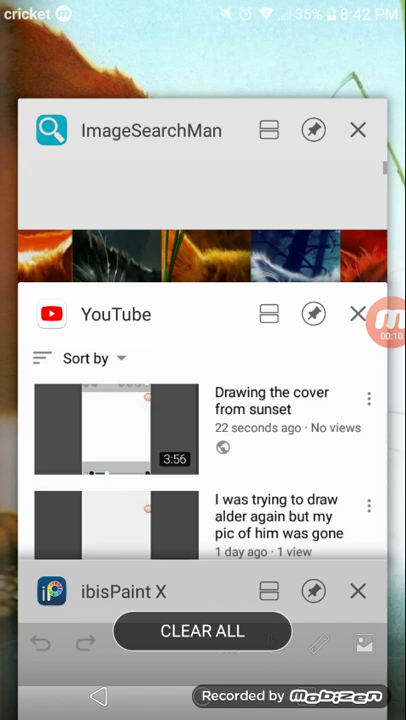 cricket
35% 8:42 PM
ImageSearchMan
YouTube
00:10
Sort by
Drawing the cover
from sunset
22 seconds ago · No views
3:56
I was trying to draw
alder again but my
pic of him was gone
1 day ago · 1 view
ibisPaint X
CLEAR ALL
Recorded by mobizen